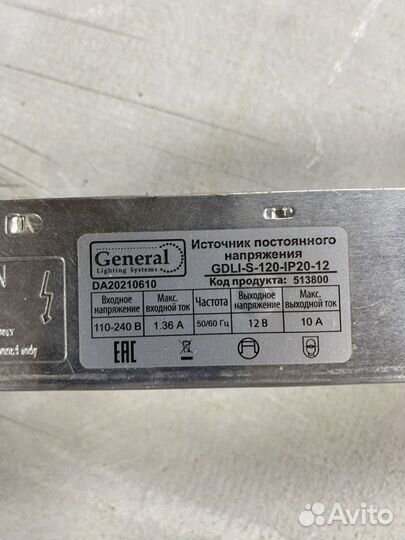 General
Lighting Systems
Источник постоянного
напряжения
GDLI-S-120-IP20-12
DA20210610
Код продукта: 513800
Входное напряжение
Макс. входной ток
Частота
Выходное напряжение
Макс. выходной ток
110-240 В
1.36 А
50/60 Гц
12 В
10 А
EAC
N
Avito